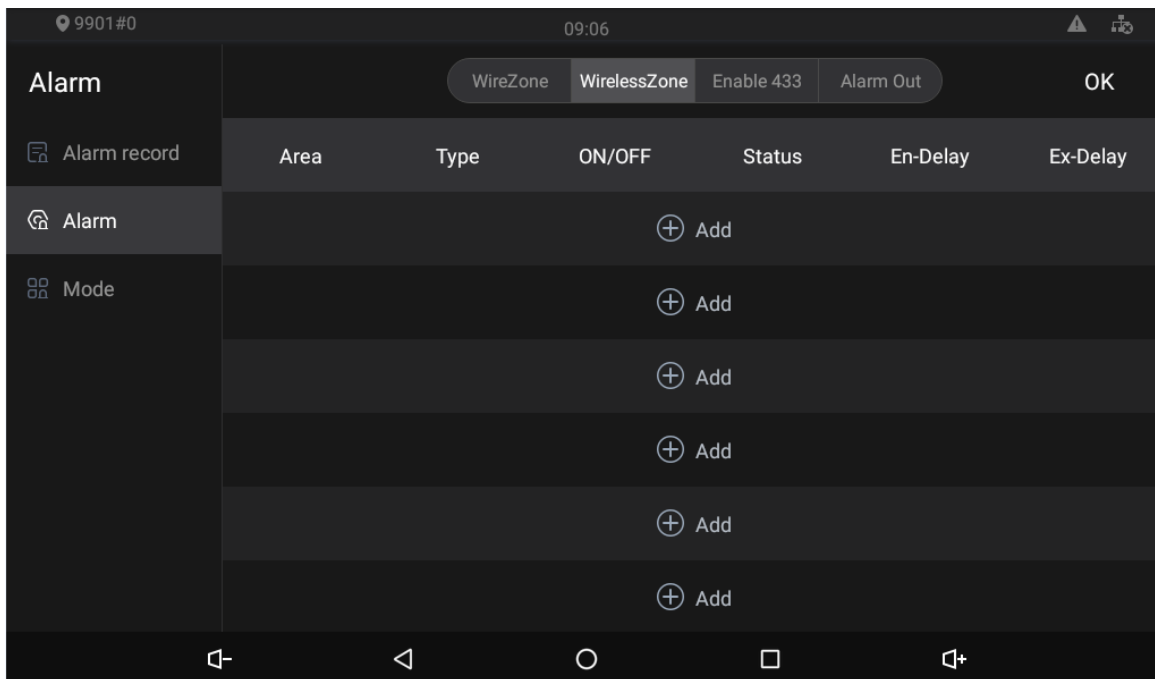 9901#0 09:06
Alarm WireZone WirelessZone Enable 433 Alarm Out OK
Alarm record Area Type ON/OFF Status En-Delay Ex-Delay
Alarm Add
Mode Add
Add
Add
Add
Add